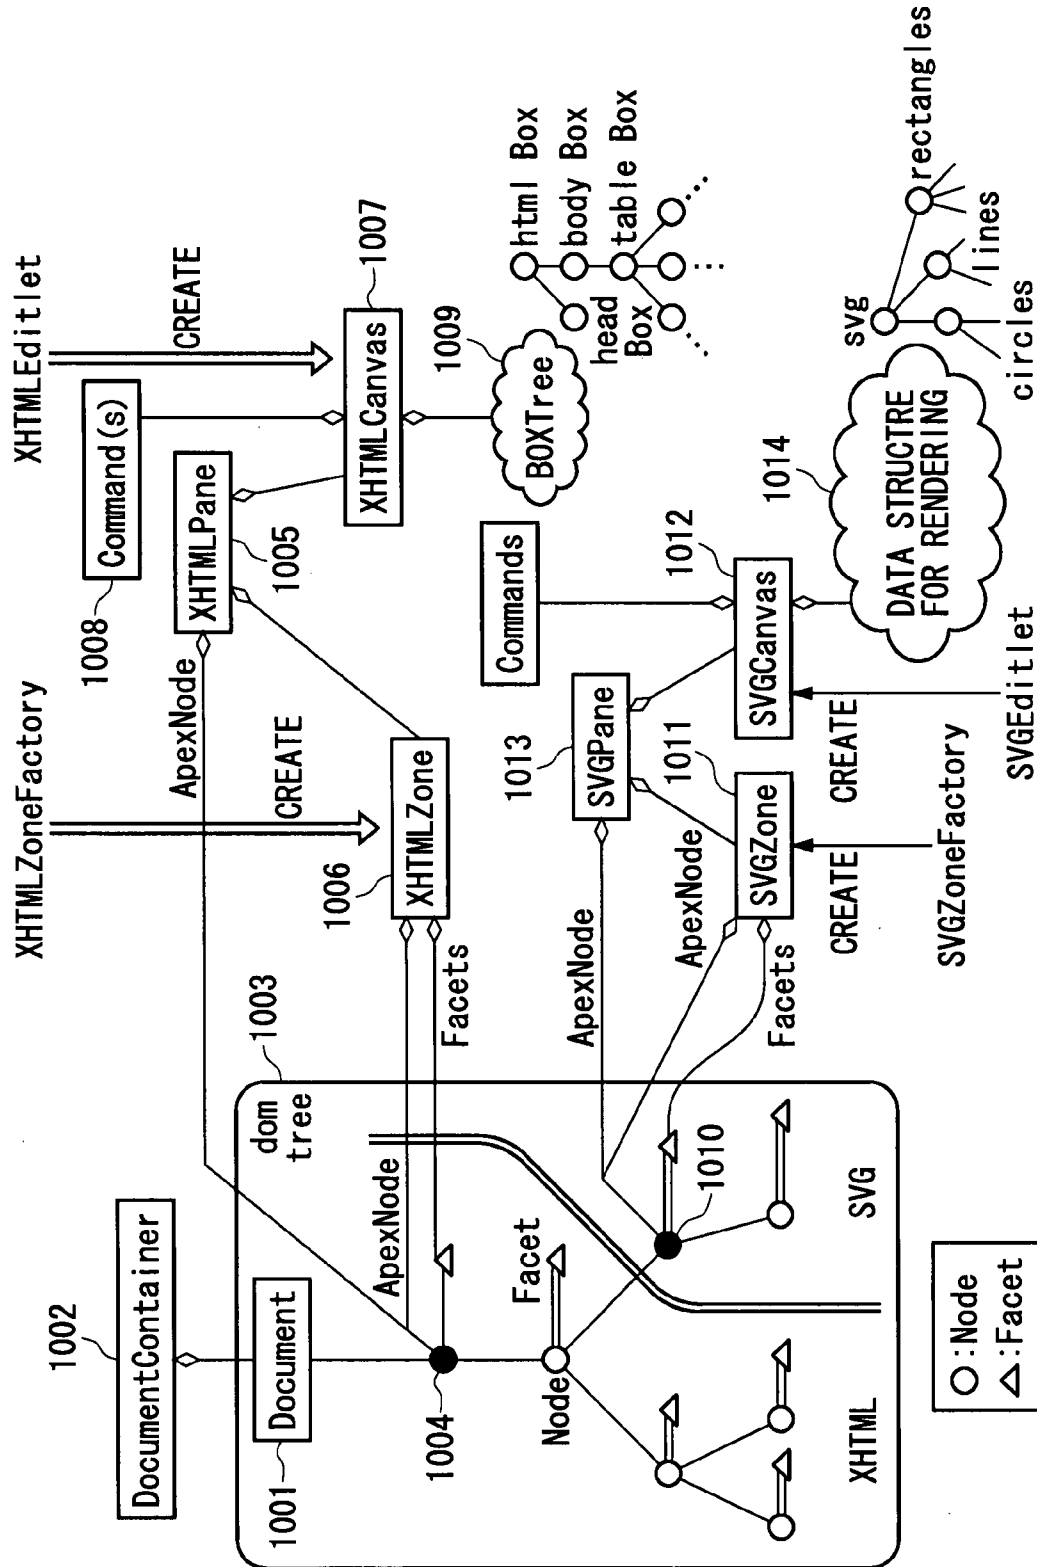 XHTMLZoneFactory
XHTMLEditlet
CREATE
CREATE
1002
DocumentContainer
1008
Command(s)
ApexNode
XHTMLPane
1005
1007
XHTMLCanvas
1009
BOXTree
html Box
body Box
table Box
head
Box
1003
dom
tree
1001
Document
1006
XHTMLZone
ApexNode
Facets
1004
Node
Facet
Commands
1013
SVGPane
1012
SVGCanvas
1014
DATA STRUCTRE
FOR RENDERING
svg
rectangles
lines
circles
ApexNode
ApexNode
1011
SVGZone
Facets
1010
XHTML
SVG
CREATE
CREATE
SVGZoneFactory
SVGEditlet
:Node
:Facet